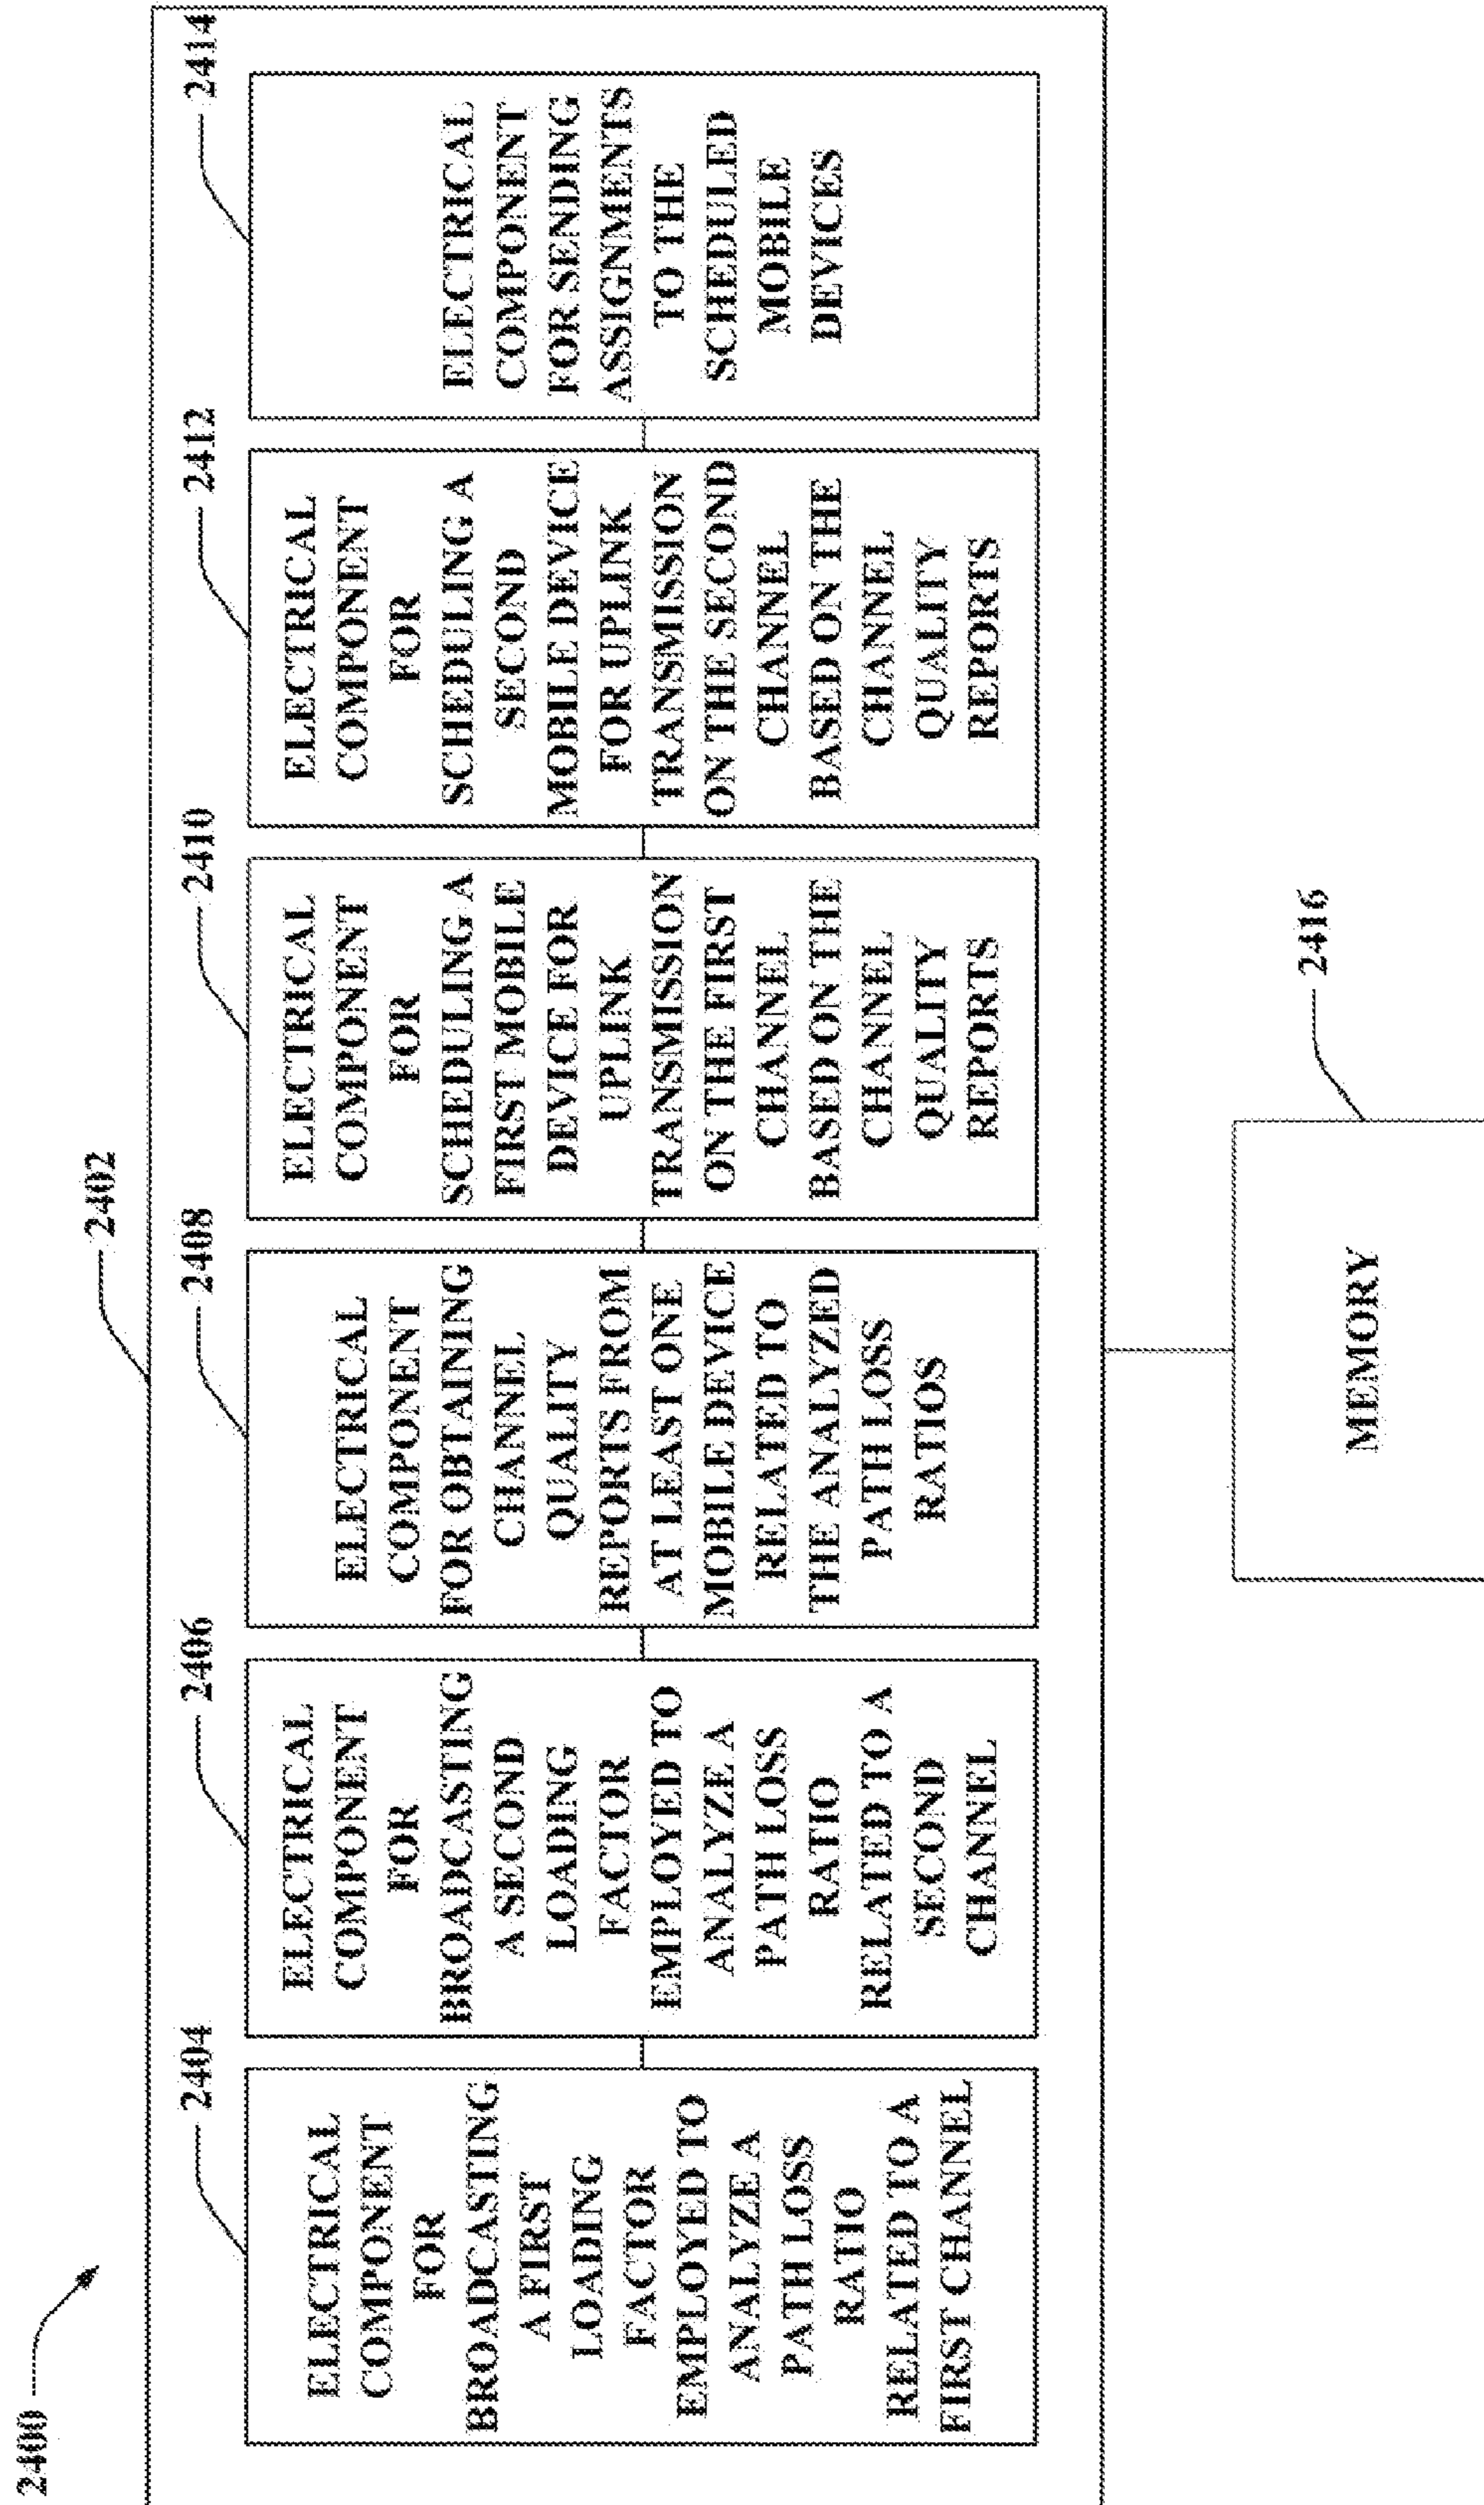 2400
2402
2404
ELECTRICAL
COMPONENT
FOR
BROADCASTING
A FIRST
LOADING
FACTOR
EMPLOYED TO
ANALYZE A
PATH LOSS
RATIO
RELATED TO A
FIRST CHANNEL
2406
ELECTRICAL
COMPONENT
FOR
BROADCASTING
A SECOND
LOADING
FACTOR
EMPLOYED TO
ANALYZE A
PATH LOSS
RATIO
RELATED TO A
SECOND
CHANNEL
2408
ELECTRICAL
COMPONENT
FOR OBTAINING
CHANNEL
QUALITY
REPORTS FROM
AT LEAST ONE
MOBILE DEVICE
RELATED TO
THE ANALYZED
PATH LOSS
RATIOS
2410
ELECTRICAL
COMPONENT
FOR
SCHEDULING A
FIRST MOBILE
DEVICE FOR
UPLINK
TRANSMISSION
ON THE FIRST
CHANNEL
BASED ON THE
CHANNEL
QUALITY
REPORTS
2412
ELECTRICAL
COMPONENT
FOR
SCHEDULING A
SECOND
MOBILE DEVICE
FOR UPLINK
TRANSMISSION
ON THE SECOND
CHANNEL
BASED ON THE
CHANNEL
QUALITY
REPORTS
2414
ELECTRICAL
COMPONENT
FOR SENDING
ASSIGNMENTS
TO THE
SCHEDULED
MOBILE
DEVICES
2416
MEMORY